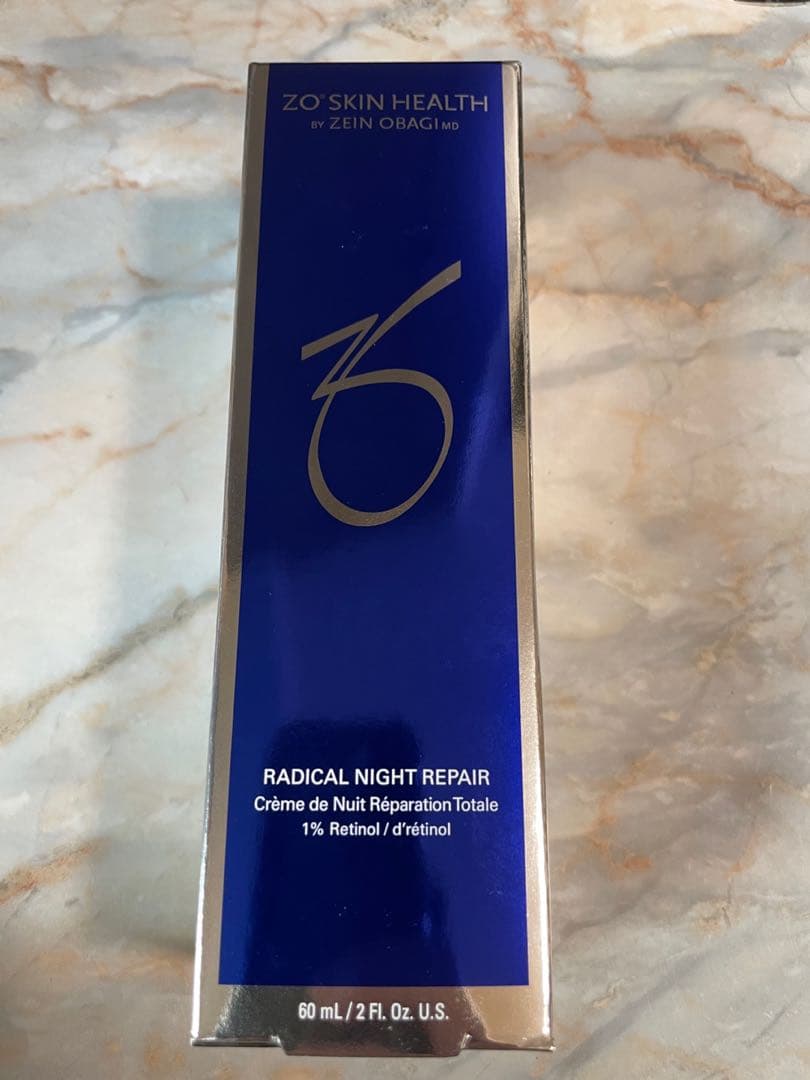 ZO® SKIN HEALTH
BY ZEIN OBAGI MD
ZO
RADICAL NIGHT REPAIR
Crème de Nuit Réparation Totale
1% Retinol / d'rétinol
60 mL / 2 Fl. Oz. U.S.